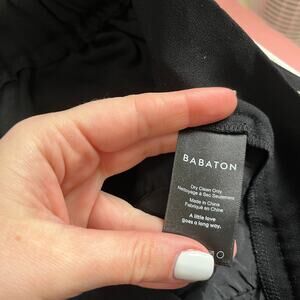 BABATON
Dry Clean Only
Nettoyage à Sec Seulement
Made in China
Fabriqué en Chine
A little love
goes a long way.